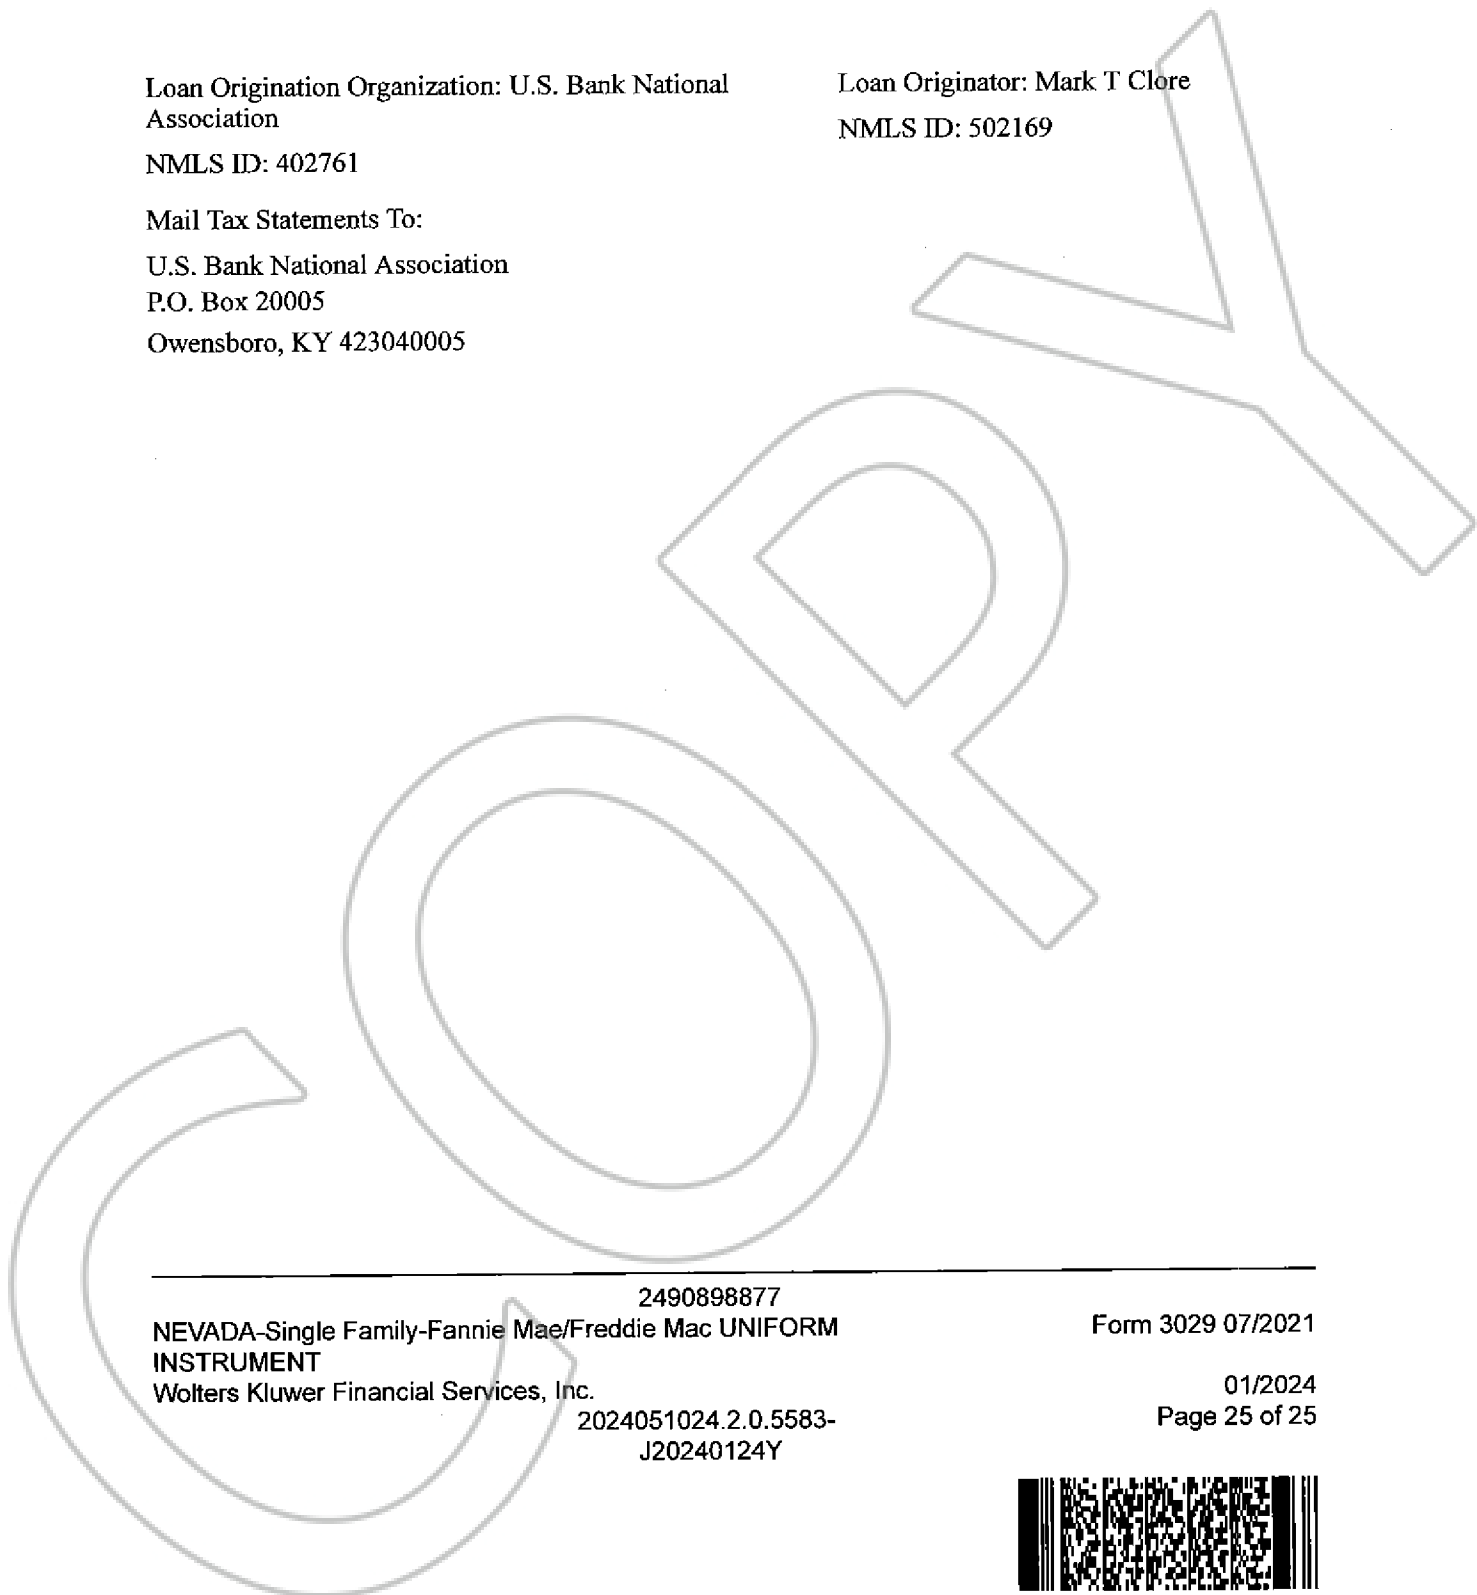 Loan Origination Organization: U.S. Bank National
Association
NMLS ID: 402761
Loan Originator: Mark T Clore
NMLS ID: 502169
Mail Tax Statements To:
U.S. Bank National Association
P.O. Box 20005
Owensboro, KY 423040005
COPY
2490898877
NEVADA-Single Family-Fannie Mae/Freddie Mac UNIFORM
INSTRUMENT
Wolters Kluwer Financial Services, Inc.
2024051024.2.0.5583-
J20240124Y
Form 3029 07/2021
01/2024
Page 25 of 25